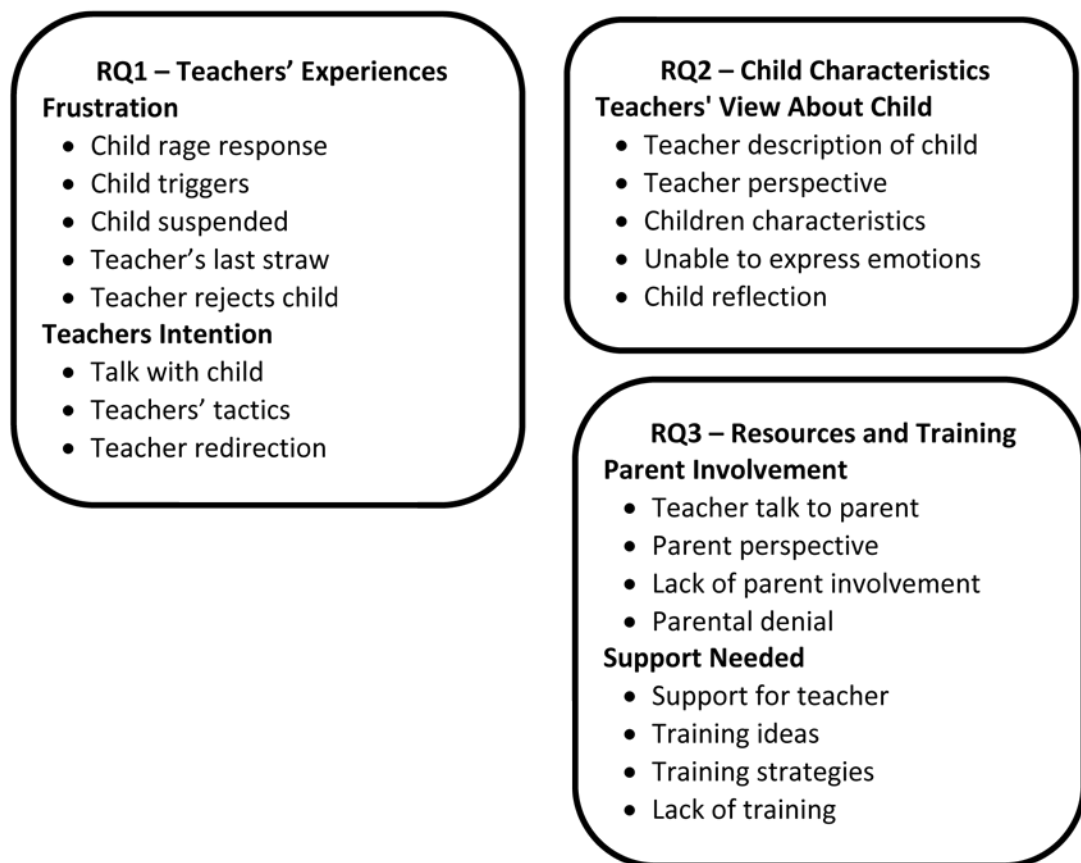 RQ1 – Teachers’ Experiences
Frustration
• Child rage response
• Child triggers
• Child suspended
• Teacher’s last straw
• Teacher rejects child
Teachers Intention
• Talk with child
• Teachers’ tactics
• Teacher redirection
RQ2 – Child Characteristics
Teachers' View About Child
• Teacher description of child
• Teacher perspective
• Children characteristics
• Unable to express emotions
• Child reflection
RQ3 – Resources and Training
Parent Involvement
• Teacher talk to parent
• Parent perspective
• Lack of parent involvement
• Parental denial
Support Needed
• Support for teacher
• Training ideas
• Training strategies
• Lack of training